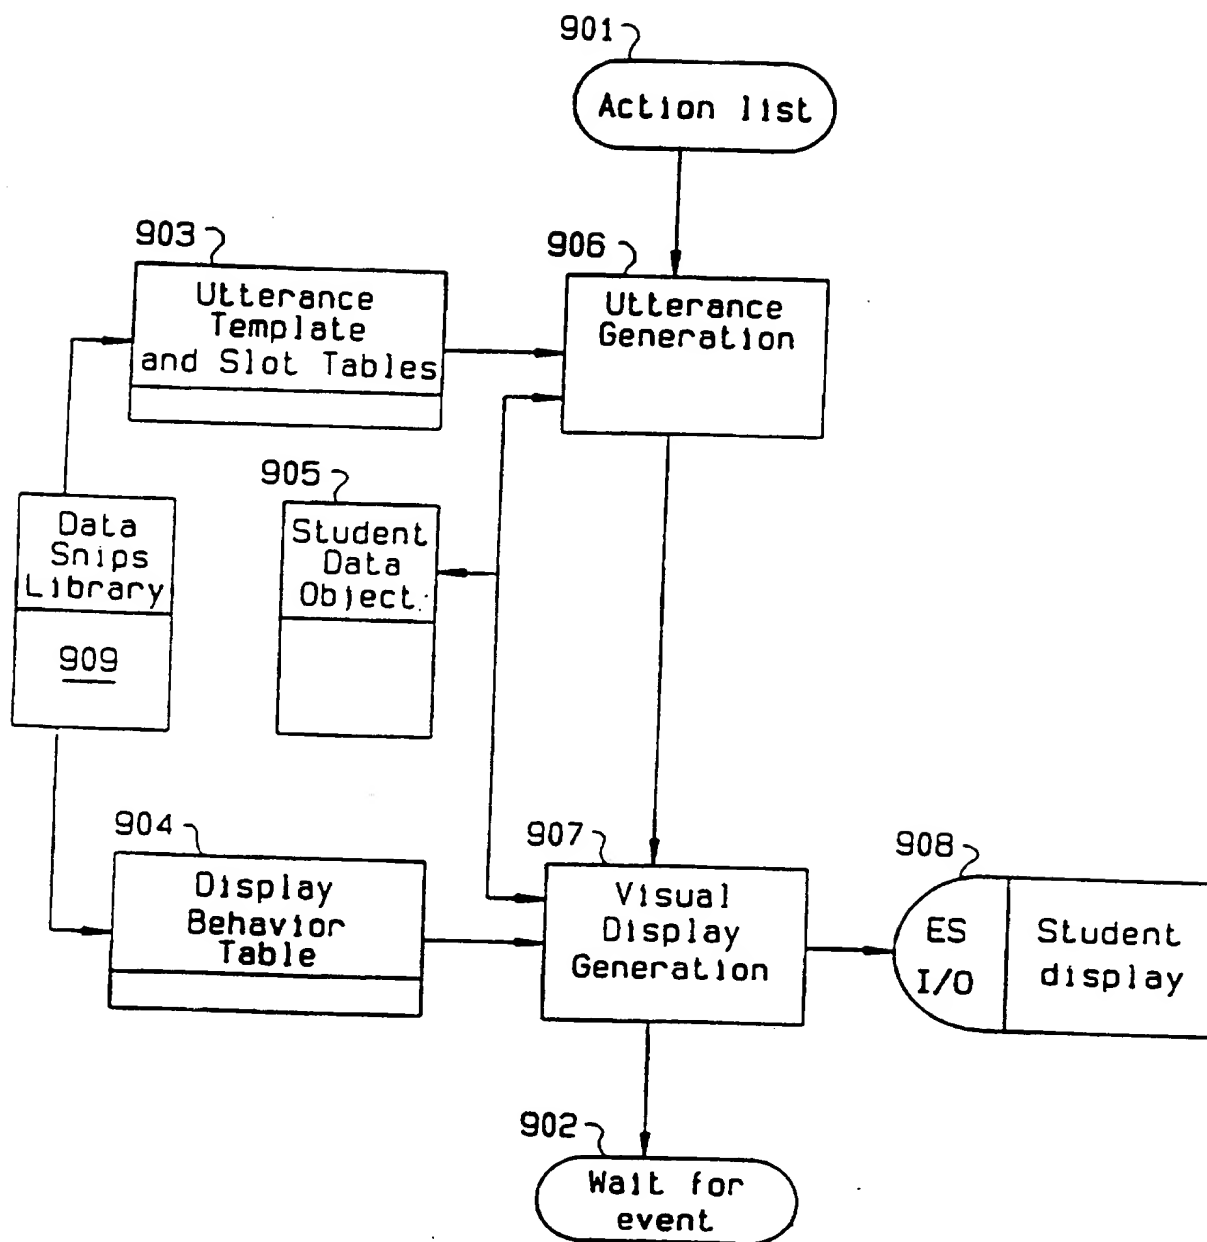 901
Action list
903
Utterance
Template
and Slot Tables
906
Utterance
Generation
905
Student
Data
Object
Data
Snips
Library
909
904
Display
Behavior
Table
907
Visual
Display
Generation
908
ES
I/O
Student
display
902
Wait for
event